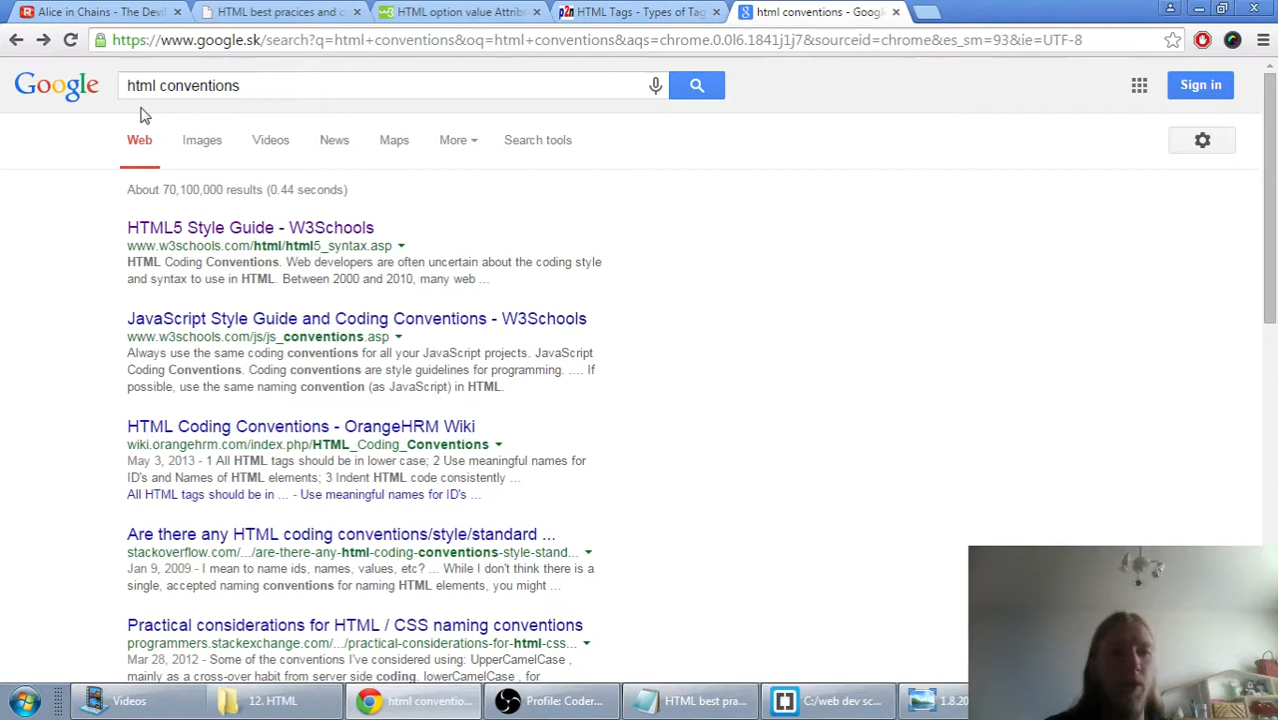 Alice in Chains - The Devil
HTML best pracices and c
HTML option value Attrib
p2n HTML Tags - Types of Tag
html conventions - Googl
https://www.google.sk/search?q=html+conventions&oq=html+conventions&aqs=chrome.0.0l6.1841j1j7&sourceid=chrome&es_sm=93&ie=UTF-8
Google
html conventions
Sign in
Web Images Videos News Maps More Search tools
About 70,100,000 results (0.44 seconds)
HTML5 Style Guide - W3Schools
www.w3schools.com/html/html5_syntax.asp
HTML Coding Conventions. Web developers are often uncertain about the coding style
and syntax to use in HTML. Between 2000 and 2010, many web ...
JavaScript Style Guide and Coding Conventions - W3Schools
www.w3schools.com/js/js_conventions.asp
Always use the same coding conventions for all your JavaScript projects. JavaScript
Coding Conventions. Coding conventions are style guidelines for programming. .... If
possible, use the same naming convention (as JavaScript) in HTML.
HTML Coding Conventions - OrangeHRM Wiki
wiki.orangehrm.com/index.php/HTML_Coding_Conventions
May 3, 2013 - 1 All HTML tags should be in lower case; 2 Use meaningful names for
ID's and Names of HTML elements; 3 Indent HTML code consistently ...
All HTML tags should be in ... - Use meaningful names for ID's ...
Are there any HTML coding conventions/style/standard ...
stackoverflow.com/.../are-there-any-html-coding-conventions-style-stand...
Jan 9, 2009 - I mean to name ids, names, values, etc? ... While I don't think there is a
single, accepted naming conventions for naming HTML elements, you might ...
Practical considerations for HTML / CSS naming conventions
programmers.stackexchange.com/.../practical-considerations-for-html-css...
Mar 28, 2012 - Some of the conventions I've considered using: UpperCamelCase ,
mainly as a cross-over habit from server side coding. lowerCamelCase , for
Videos
12. HTML
html conventio...
Profile: Coder...
HTML best pra...
C:/web dev sc...
1.8.20